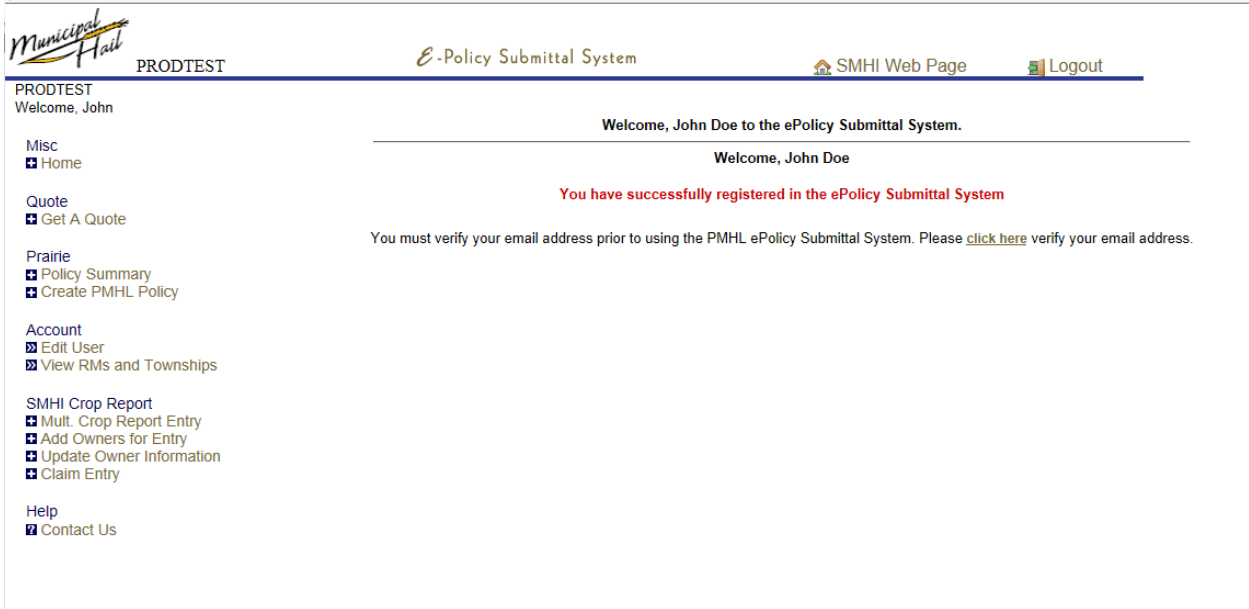 Municipal Hail
PRODTEST
E-Policy Submittal System
SMHI Web Page
Logout
PRODTEST
Welcome, John
Misc
Home
Quote
Get A Quote
Prairie
Policy Summary
Create PMHL Policy
Account
Edit User
View RMs and Townships
SMHI Crop Report
Mult. Crop Report Entry
Add Owners for Entry
Update Owner Information
Claim Entry
Help
Contact Us
Welcome, John Doe to the ePolicy Submittal System.
Welcome, John Doe
You have successfully registered in the ePolicy Submittal System
You must verify your email address prior to using the PMHL ePolicy Submittal System. Please click here verify your email address.